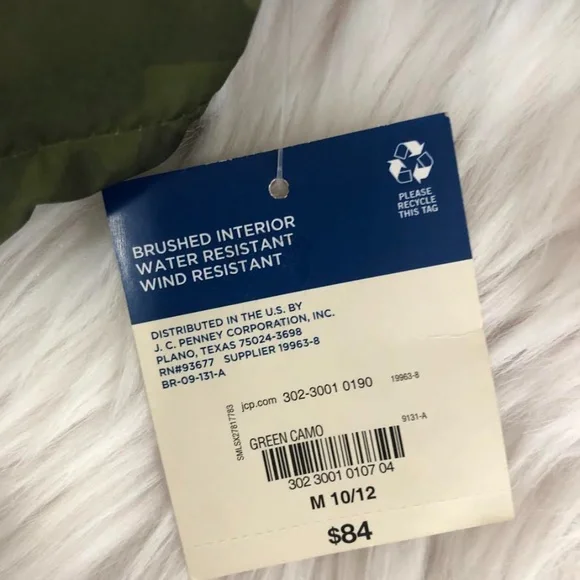 PLEASE
RECYCLE
THIS TAG
BRUSHED INTERIOR
WATER RESISTANT
WIND RESISTANT
DISTRIBUTED IN THE U.S. BY
J. C. PENNEY CORPORATION, INC.
PLANO, TEXAS 75024-3698
RN#93677 SUPPLIER 19963-8
BR-09-131-A
jcp.com 302-3001 0190 19963-8
SMLSX27817783
GREEN CAMO 9131-A
302 3001 0107 04
M 10/12
$84